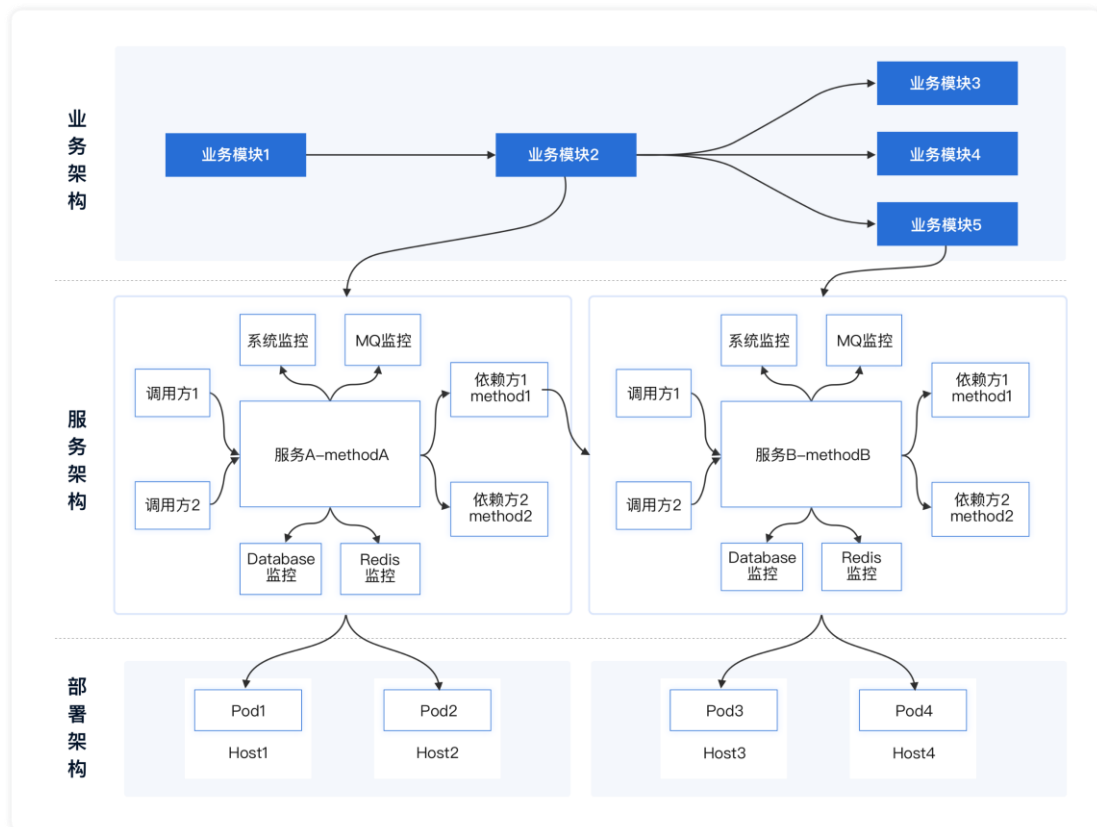 业务架构
业务模块1
业务模块2
业务模块3
业务模块4
业务模块5
服务架构
系统监控
MQ监控
调用方1
调用方2
服务A-methodA
依赖方1
method1
依赖方2
method2
Database
监控
Redis
监控
系统监控
MQ监控
调用方1
调用方2
服务B-methodB
依赖方1
method1
依赖方2
method2
Database
监控
Redis
监控
部署架构
Pod1
Host1
Pod2
Host2
Pod3
Host3
Pod4
Host4